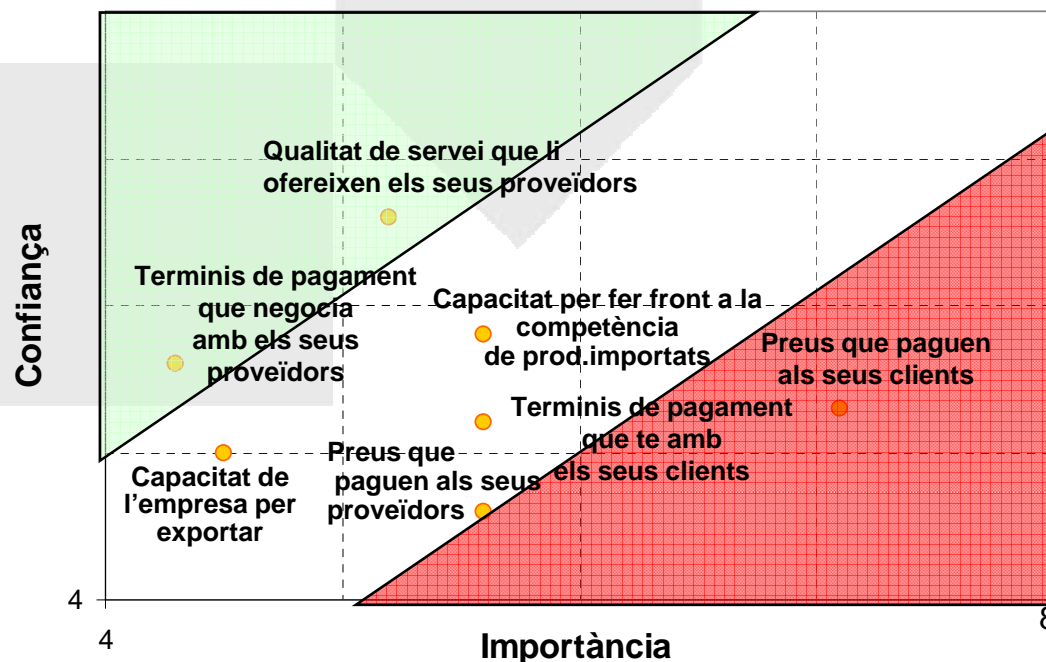 Qualitat de servei que li
ofereixen els seus proveïdors
Confiança
Terminis de pagament
que negocia
amb els seus
proveïdors
Capacitat per fer front a la
competència
de prod.importats
Preus que paguen
als seus clients
Terminis de pagament
que te amb
els seus clients
Preus que
paguen als seus
proveïdors
Capacitat de
l'empresa per
exportar
4
4
8
Importància